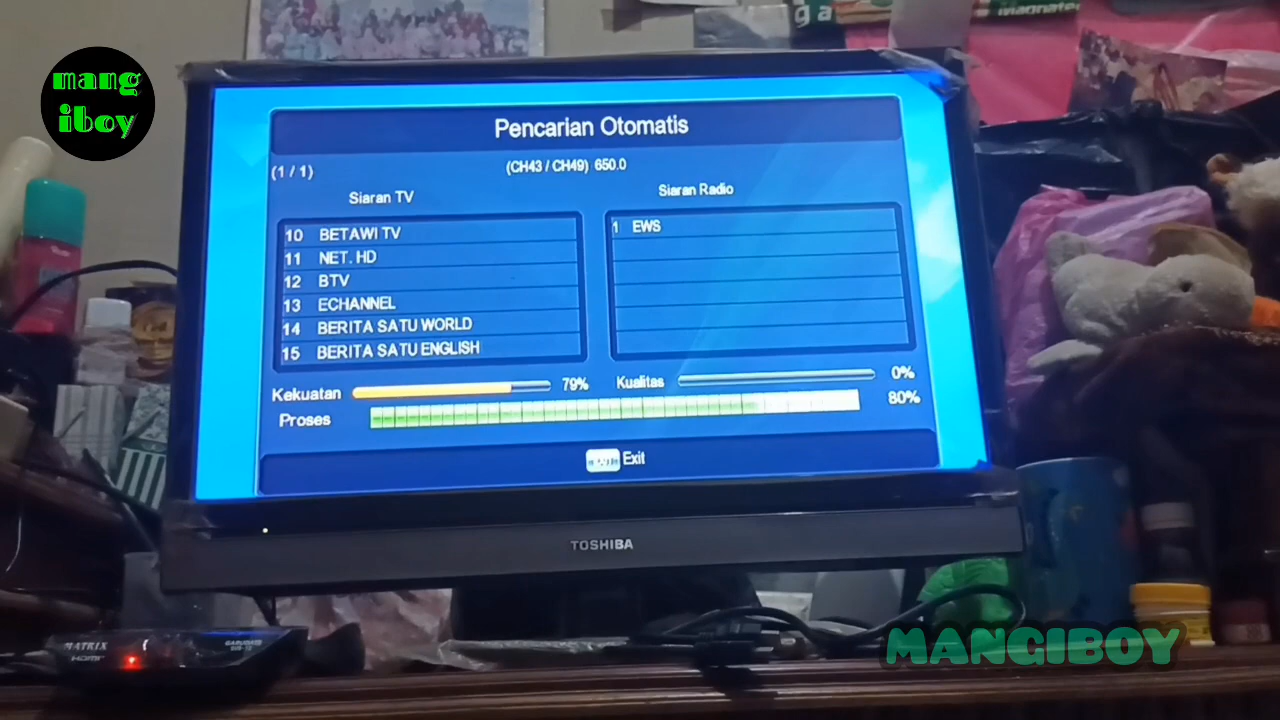 mang
iboy
g a
Magnatec
Pencarian Otomatis
(1 / 1)
(CH43 / CH49) 650.0
Siaran TV
Siaran Radio
10 BETAWI TV
11 NET. HD
12 BTV
13 ECHANNEL
14 BERITA SATU WORLD
15 BERITA SATU ENGLISH
1 EWS
Kekuatan 79% Kualitas 0%
Proses 80%
EXIT Exit
TOSHIBA
MATRIX
HDMI
MANGIBOY